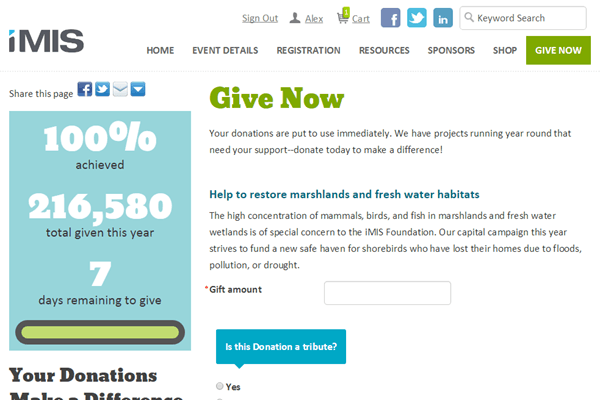 iMIS
Sign Out Alex 1 Cart Keyword Search
HOME EVENT DETAILS REGISTRATION RESOURCES SPONSORS SHOP GIVE NOW
Share this page
100%
achieved
216,580
total given this year
7
days remaining to give
Your Donations
Make a Difference
Give Now
Your donations are put to use immediately. We have projects running year round that
need your support--donate today to make a difference!
Help to restore marshlands and fresh water habitats
The high concentration of mammals, birds, and fish in marshlands and fresh water
wetlands is of special concern to the iMIS Foundation. Our capital campaign this year
strives to fund a new safe haven for shorebirds who have lost their homes due to floods,
pollution, or drought.
*Gift amount
Is this Donation a tribute?
Yes